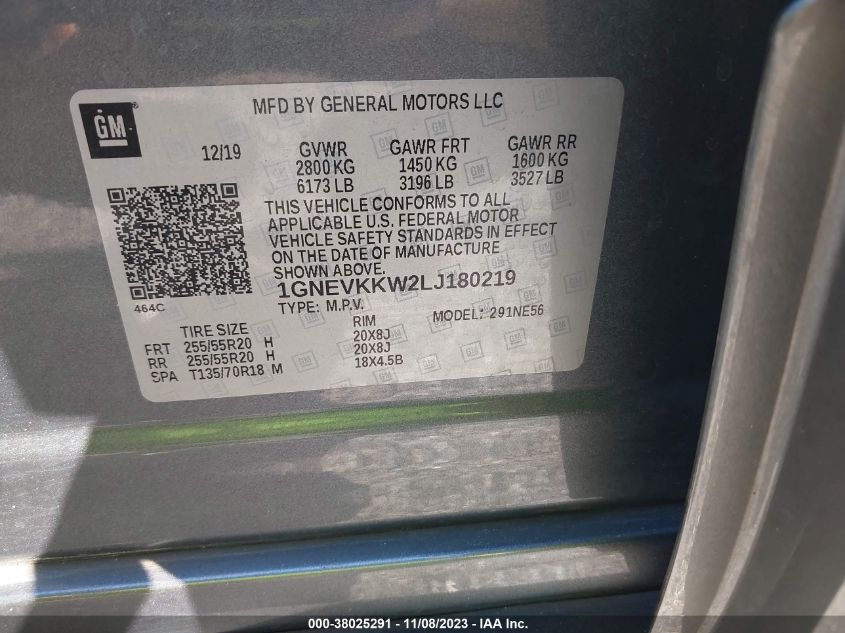 GM
®
MFD BY GENERAL MOTORS LLC
12/19 GVWR GAWR FRT GAWR RR
2800 KG 1450 KG 1600 KG
6173 LB 3196 LB 3527 LB
THIS VEHICLE CONFORMS TO ALL
APPLICABLE U.S. FEDERAL MOTOR
VEHICLE SAFETY STANDARDS IN EFFECT
ON THE DATE OF MANUFACTURE
SHOWN ABOVE.
1GNEVKKW2LJ180219
464C
TYPE: M.P.V. MODEL: 291NE56
TIRE SIZE RIM
FRT 255/55R20 H 20X8J
RR 255/55R20 H 20X8J
SPA T135/70R18 M 18X4.5B
000-38025291 - 11/08/2023 - IAA Inc.